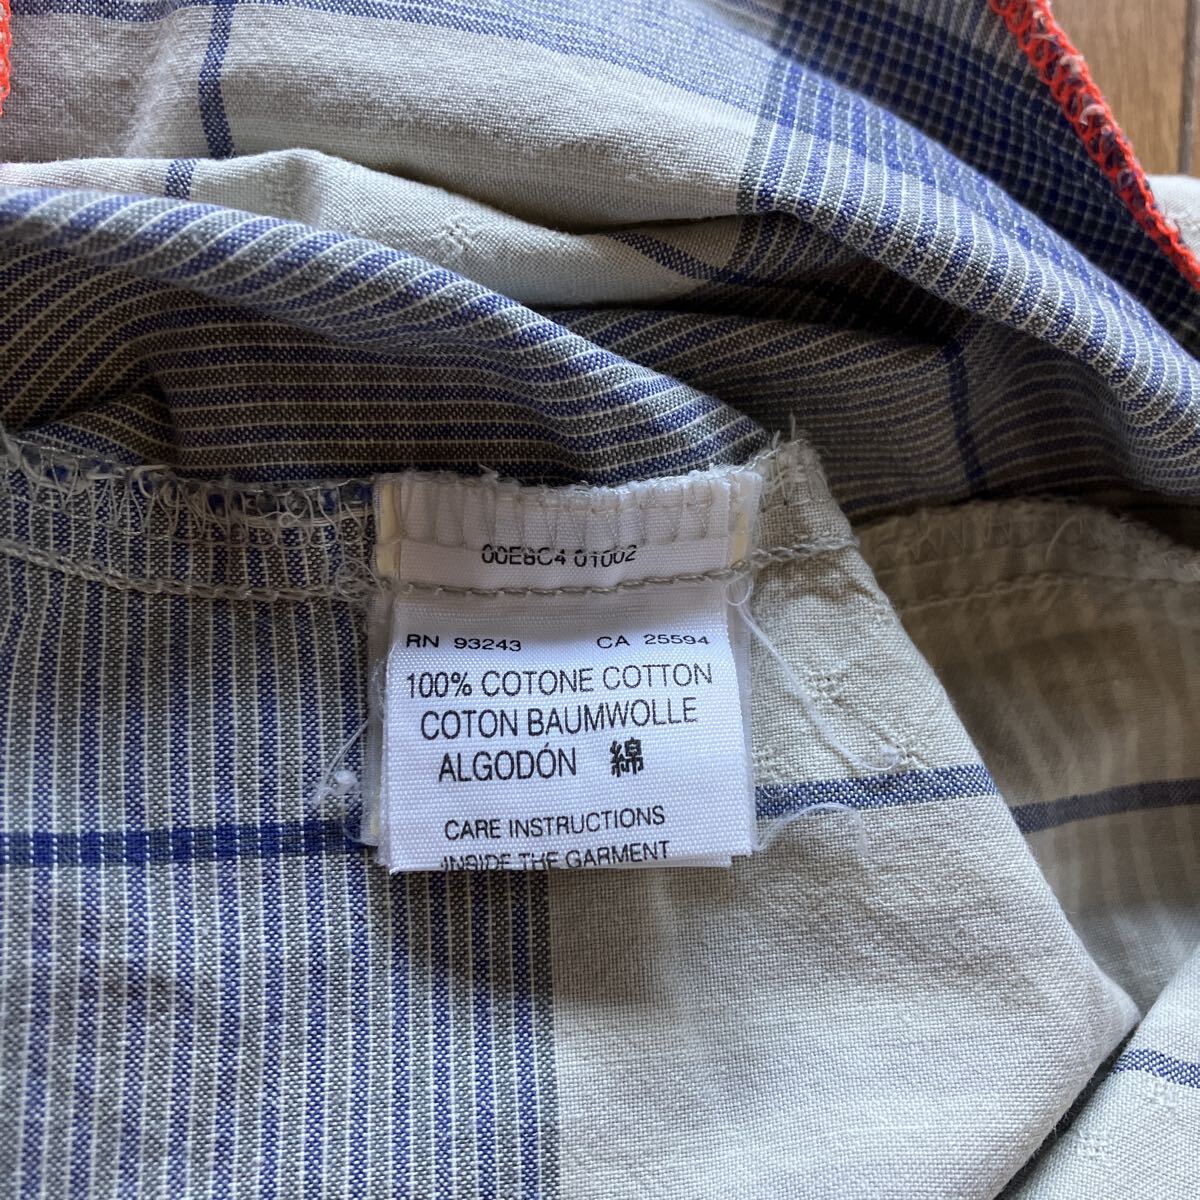 00E8C4 01002
RN 93243 CA 25594
100% COTONE COTTON
COTON BAUMWOLLE
ALGODÓN 綿
CARE INSTRUCTIONS
INSIDE THE GARMENT